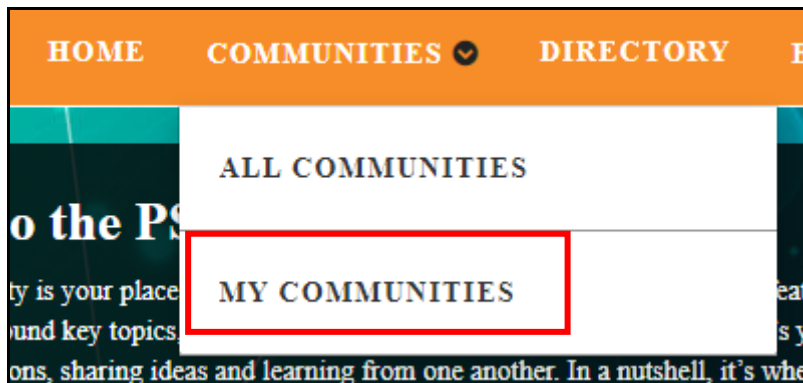 HOME COMMUNITIES DIRECTORY
ALL COMMUNITIES
o the PS
MY COMMUNITIES
ty is your place
und key topics,
ons, sharing ideas and learning from one another. In a nutshell, it's whe